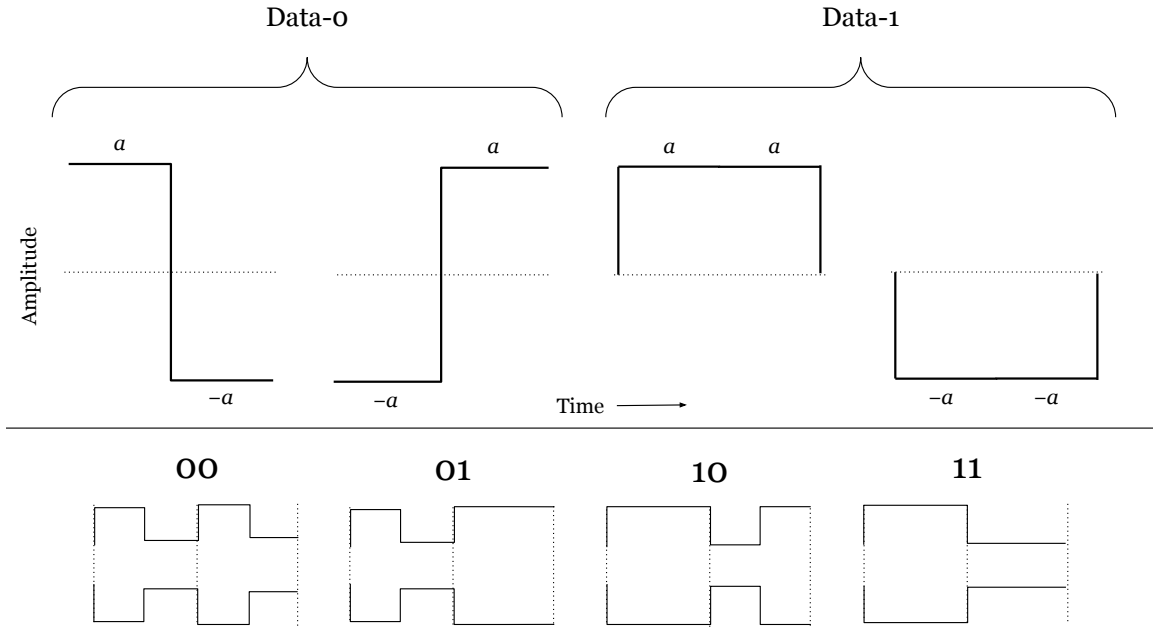 Data-0 Data-1
a a a a
Amplitude
−a −a −a −a
Time
00 01 10 11